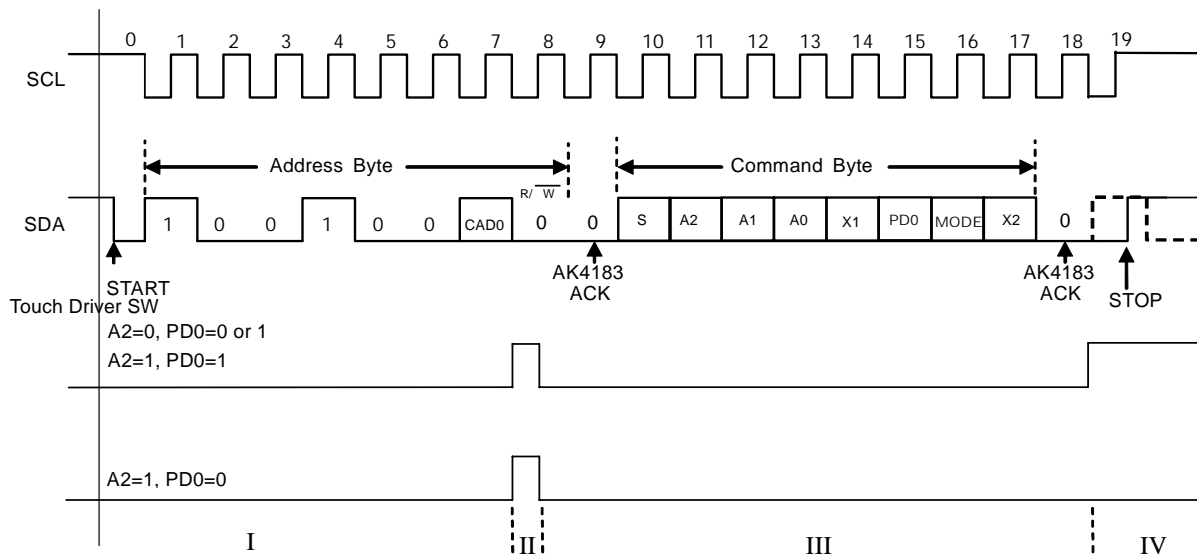 0 1 2 3 4 5 6 7 8 9 10 11 12 13 14 15 16 17 18 19
SCL
Address Byte Command Byte
R/W
SDA 1 0 0 1 0 0 CAD0 0 0 S A2 A1 A0 X1 PD0 MODE X2 0
START AK4183 ACK AK4183 ACK STOP
Touch Driver SW
A2=0, PD0=0 or 1
A2=1, PD0=1
A2=1, PD0=0
I II III IV